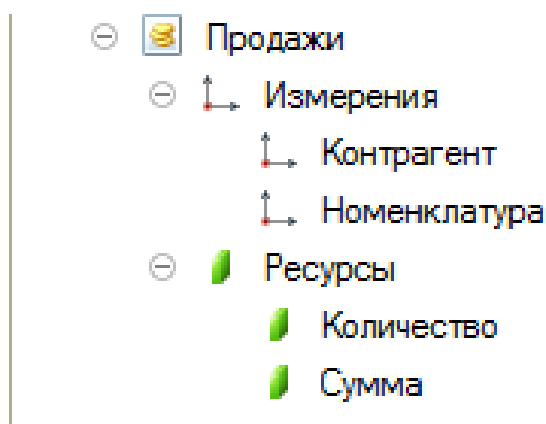 Продажи
Измерения
Контрагент
Номенклатура
Ресурсы
Количество
Сумма